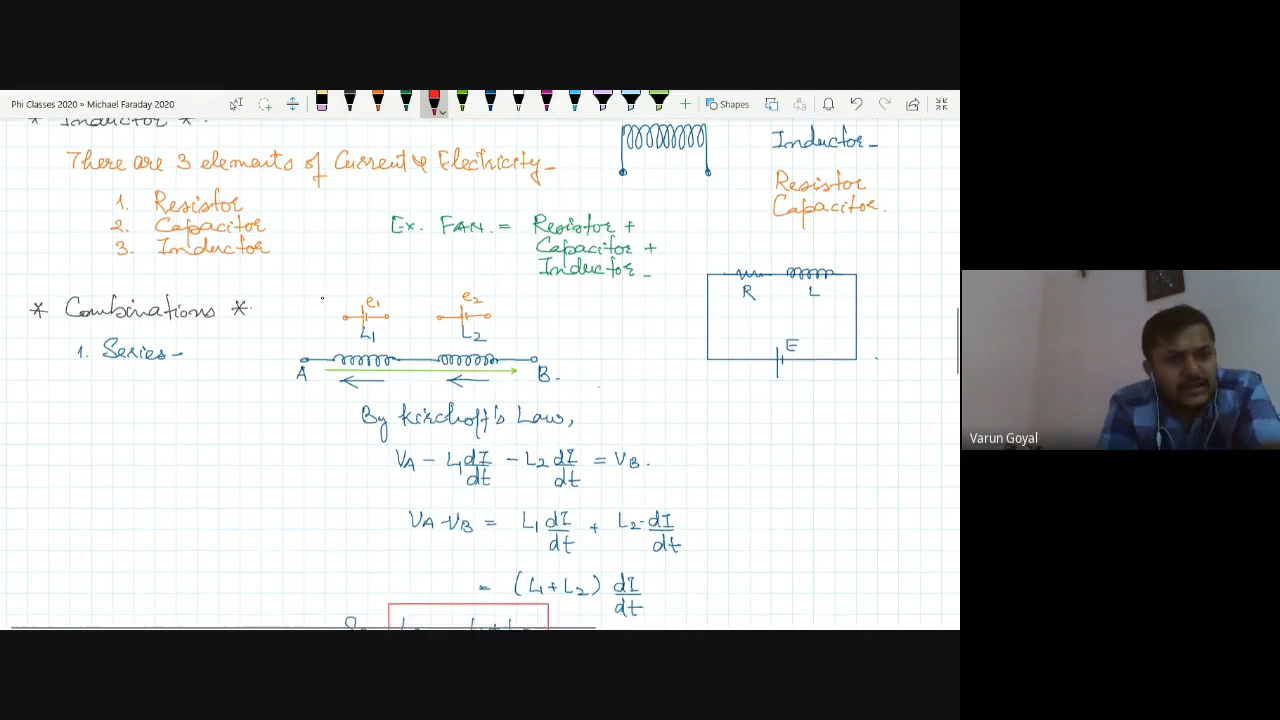 Phi Classes 2020 » Michael Faraday 2020
Shapes
* Inductor *.
There are 3 elements of Current & Electricity-
1. Resistor
2. Capacitor
3. Inductor
Ex. FAN. = Resistor +
Capacitor +
Inductor-
Inductor-
Resistor
Capacitor.
R L
E
* Combinations *
1. Series-
e1 e2
L1 L2
A B.
By Kirchoff's Law,
VA - L1 dI/dt - L2 dI/dt = VB.
VA - VB = L1 dI/dt + L2. dI/dt
= (L1+L2) dI/dt
Varun Goyal